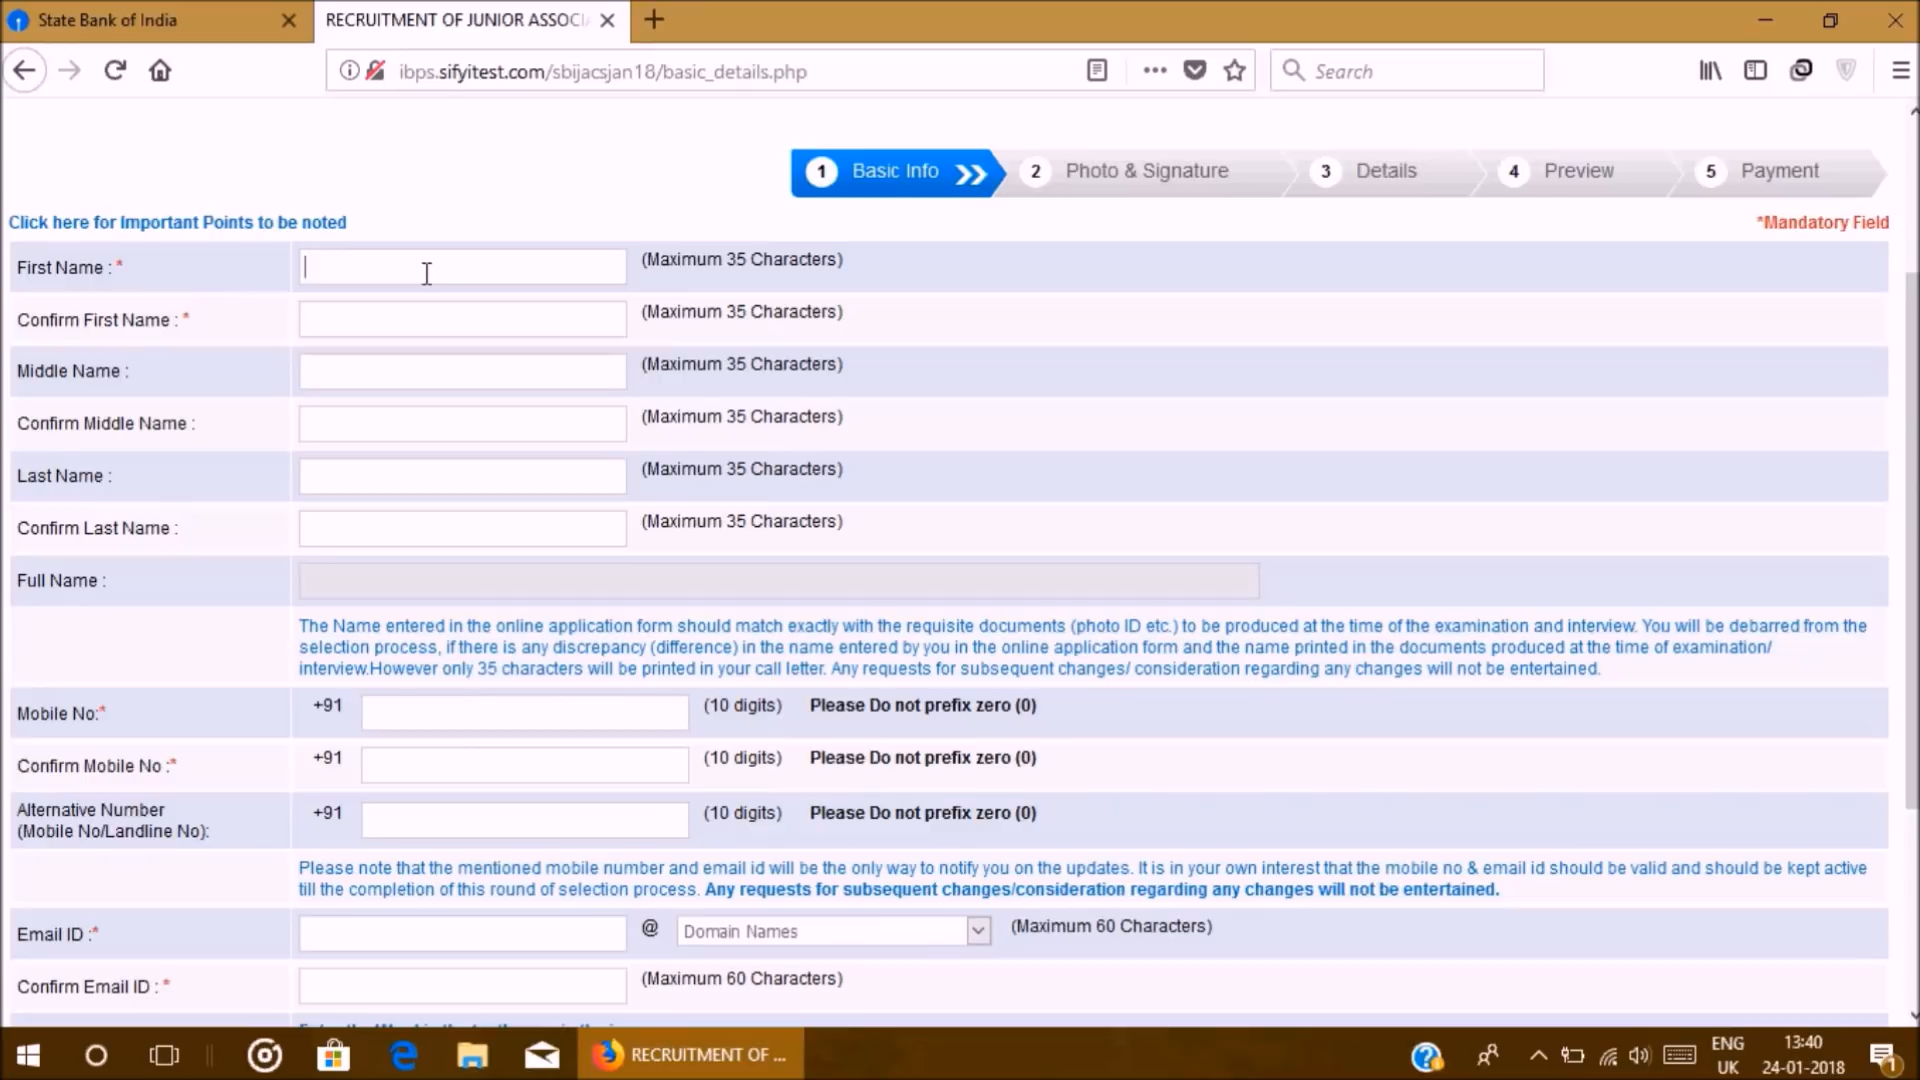 State Bank of India
RECRUITMENT OF JUNIOR ASSOCI
ibps.sifyitest.com/sbijacsjan18/basic_details.php
Search
1 Basic Info
2 Photo & Signature
3 Details
4 Preview
5 Payment
Click here for Important Points to be noted
*Mandatory Field
First Name : *
(Maximum 35 Characters)
Confirm First Name : *
(Maximum 35 Characters)
Middle Name :
(Maximum 35 Characters)
Confirm Middle Name :
(Maximum 35 Characters)
Last Name :
(Maximum 35 Characters)
Confirm Last Name :
(Maximum 35 Characters)
Full Name :
The Name entered in the online application form should match exactly with the requisite documents (photo ID etc.) to be produced at the time of the examination and interview. You will be debarred from the
selection process, if there is any discrepancy (difference) in the name entered by you in the online application form and the name printed in the documents produced at the time of examination/
interview.However only 35 characters will be printed in your call letter. Any requests for subsequent changes/ consideration regarding any changes will not be entertained.
Mobile No:*
+91
(10 digits) Please Do not prefix zero (0)
Confirm Mobile No :*
+91
(10 digits) Please Do not prefix zero (0)
Alternative Number
(Mobile No/Landline No):
+91
(10 digits) Please Do not prefix zero (0)
Please note that the mentioned mobile number and email id will be the only way to notify you on the updates. It is in your own interest that the mobile no & email id should be valid and should be kept active
till the completion of this round of selection process. Any requests for subsequent changes/consideration regarding any changes will not be entertained.
Email ID :*
@
Domain Names
(Maximum 60 Characters)
Confirm Email ID : *
(Maximum 60 Characters)
RECRUITMENT OF ...
ENG
UK
13:40
24-01-2018
1